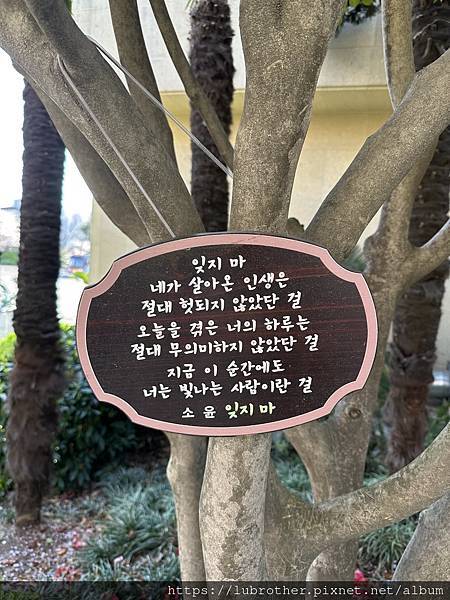 잊지 마
네가 살아온 인생은
절대 헛되지 않았단 걸
오늘을 겪은 너의 하루는
절대 무의미하지 않았단 걸
지금 이 순간에도
너는 빛나는 사람이란 걸
소 윤 잊지 마
https://www.lubrother.pixnet.net/album